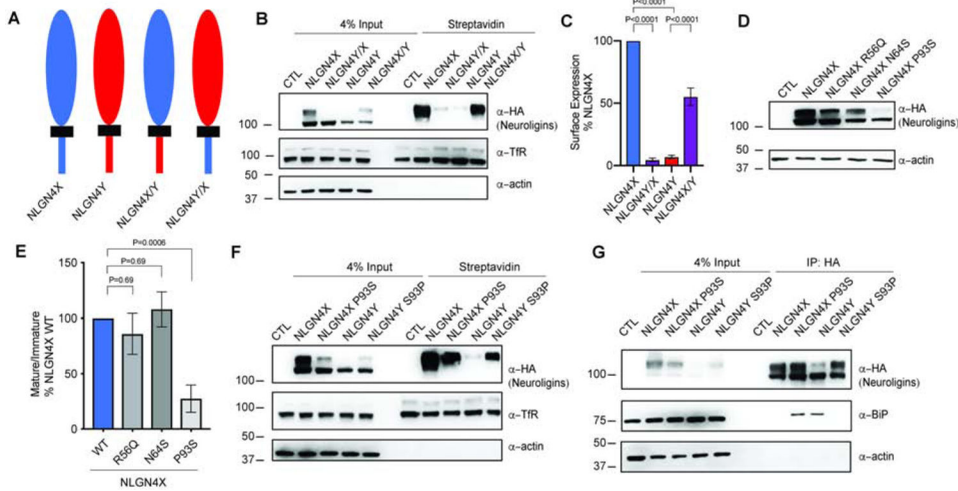 A
NLGN4X
NLGN4Y
NLGN4X/Y
NLGN4Y/X
B
4% Input
Streptavidin
CTL
NLGN4X
NLGN4Y/X
NLGN4Y
NLGN4X/Y
CTL
NLGN4X
NLGN4Y/X
NLGN4Y
NLGN4X/Y
100
α-HA
(Neuroligins)
100
α-TfR
50
37
α-actin
C
P<0.0001
P<0.0001 P<0.0001
Surface Expression
% NLGN4X
100
50
0
NLGN4X
NLGN4Y/X
NLGN4Y
NLGN4X/Y
D
CTL
NLGN4X
NLGN4X R56Q
NLGN4X N64S
NLGN4X P93S
100
α-HA
(Neuroligins)
50
37
α-actin
E
P=0.0006
P=0.69
P=0.69
Mature/Immature
% NLGN4X WT
150
100
50
0
WT
R56Q
N64S
P93S
NLGN4X
F
4% Input
Streptavidin
CTL
NLGN4X
NLGN4X P93S
NLGN4Y
NLGN4Y S93P
CTL
NLGN4X
NLGN4X P93S
NLGN4Y
NLGN4Y S93P
100
α-HA
(Neuroligins)
100
α-TfR
50
37
α-actin
G
4% Input
IP: HA
CTL
NLGN4X
NLGN4X P93S
NLGN4Y
NLGN4Y S93P
CTL
NLGN4X
NLGN4X P93S
NLGN4Y
NLGN4Y S93P
100
α-HA
(Neuroligins)
75
α-BiP
50
37
α-actin